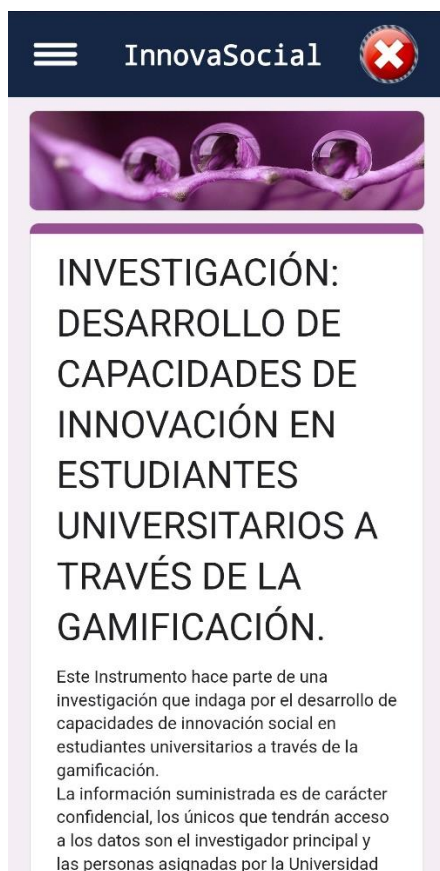 InnovaSocial
INVESTIGACIÓN:
DESARROLLO DE
CAPACIDADES DE
INNOVACIÓN EN
ESTUDIANTES
UNIVERSITARIOS A
TRAVÉS DE LA
GAMIFICACIÓN.
Este Instrumento hace parte de una
investigación que indaga por el desarrollo de
capacidades de innovación social en
estudiantes universitarios a través de la
gamificación.
La información suministrada es de carácter
confidencial, los únicos que tendrán acceso
a los datos son el investigador principal y
las personas asignadas por la Universidad